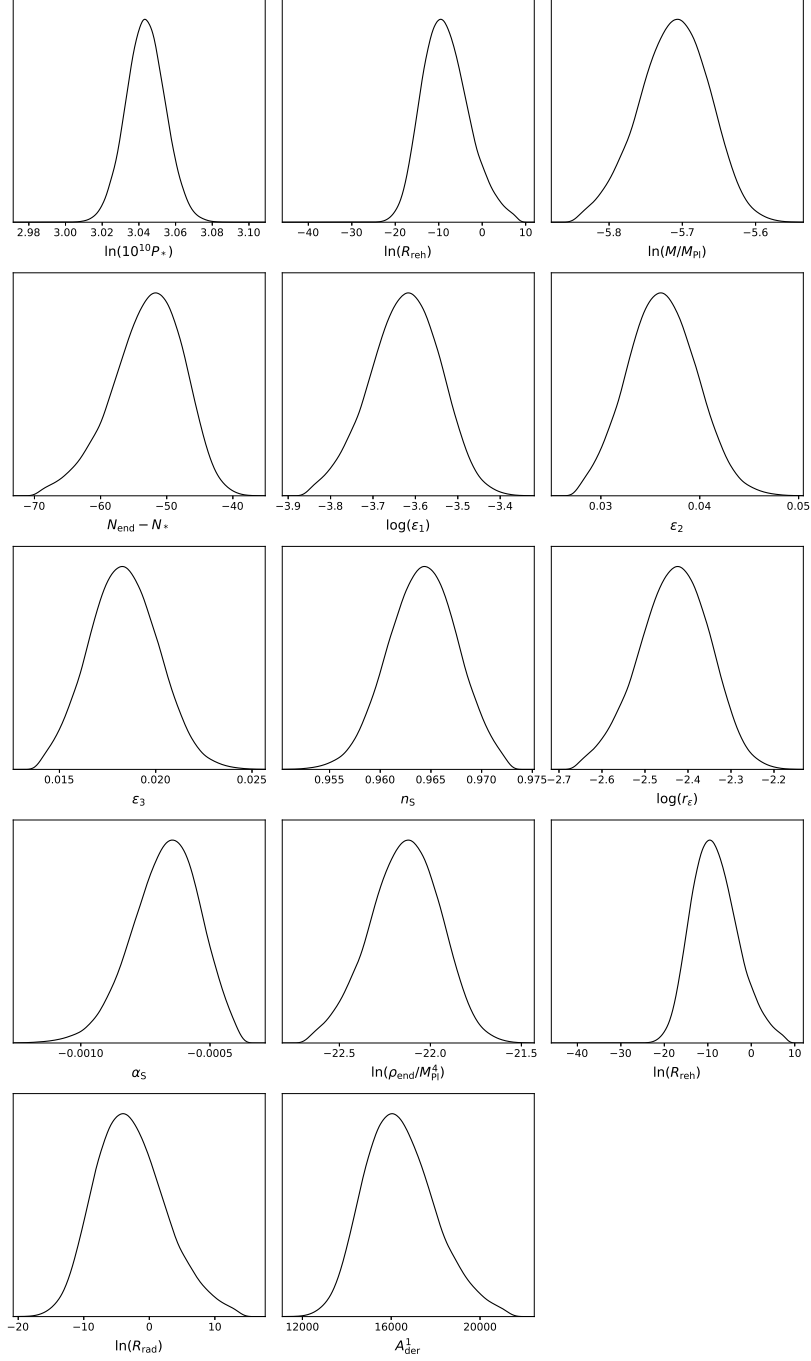 2.98 3.00 3.02 3.04 3.06 3.08 3.10
ln(10¹⁰P*)
−40 −30 −20 −10 0 10
ln(R_reh)
−5.8 −5.7 −5.6
ln(M/M_Pl)
−70 −60 −50 −40
N_end − N*
−3.9 −3.8 −3.7 −3.6 −3.5 −3.4
log(ε₁)
0.03 0.04 0.05
ε₂
0.015 0.020 0.025
ε₃
0.955 0.960 0.965 0.970 0.975
n_S
−2.7 −2.6 −2.5 −2.4 −2.3 −2.2
log(r_ε)
−0.0010 −0.0005
α_S
−22.5 −22.0 −21.5
ln(ρ_end/M_Pl⁴)
−40 −30 −20 −10 0 10
ln(R_reh)
−20 −10 0 10
ln(R_rad)
12000 16000 20000
A¹_der